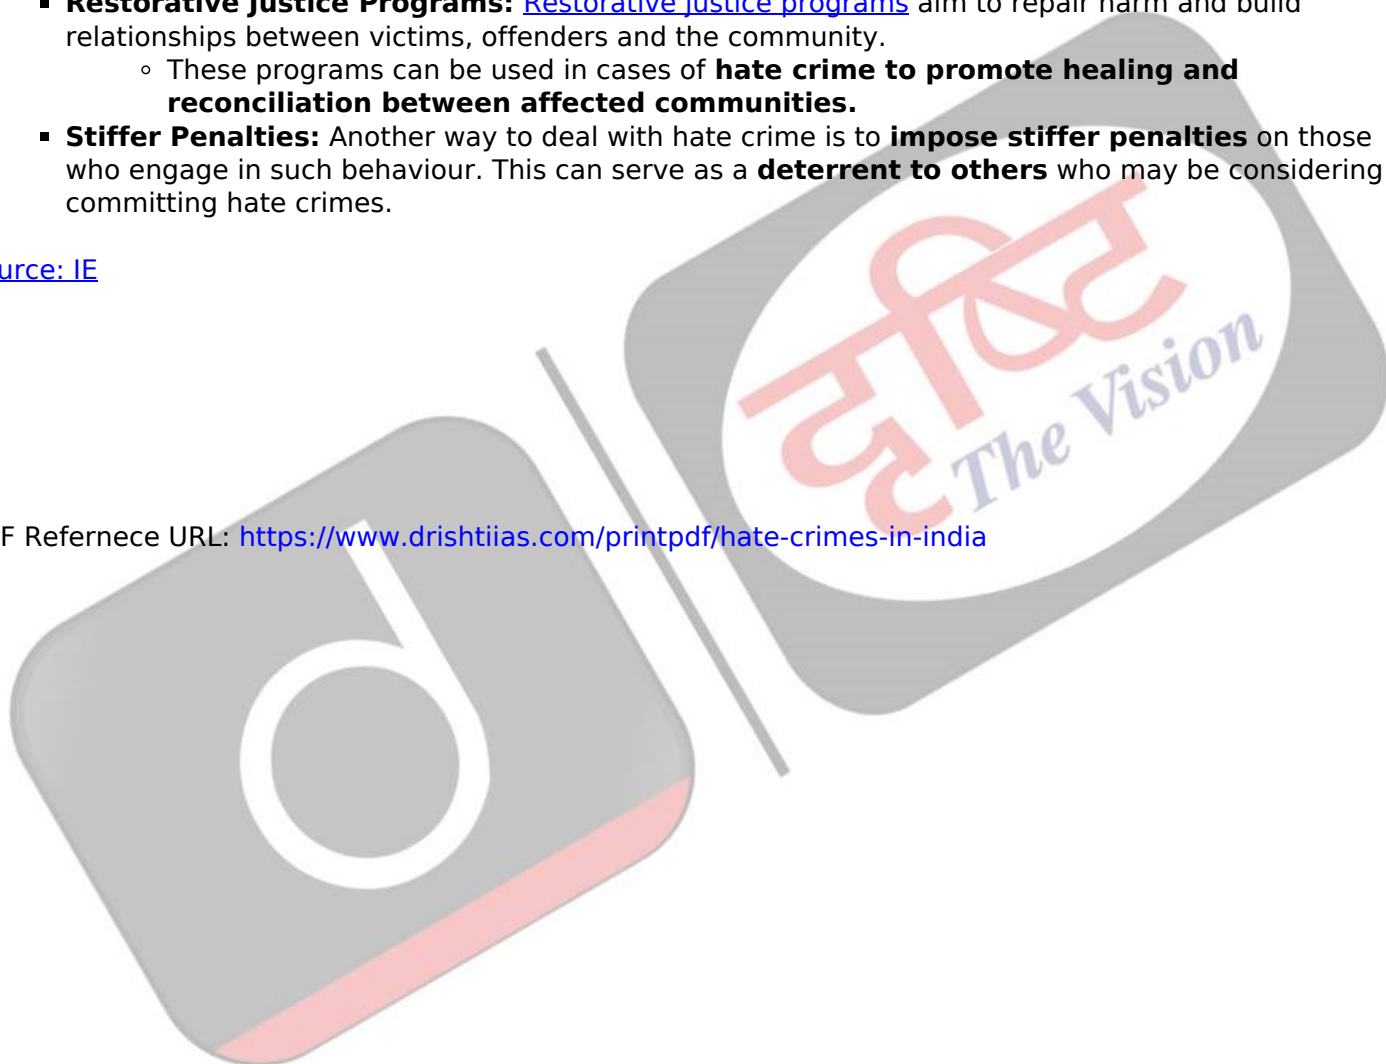 Restorative Justice Programs: Restorative justice programs aim to repair harm and build
relationships between victims, offenders and the community.
These programs can be used in cases of hate crime to promote healing and
reconciliation between affected communities.
Stiffer Penalties: Another way to deal with hate crime is to impose stiffer penalties on those
who engage in such behaviour. This can serve as a deterrent to others who may be considering
committing hate crimes.
urce: IE
दृष्टि
The Vision
F Refernece URL: https://www.drishtiias.com/printpdf/hate-crimes-in-india
d